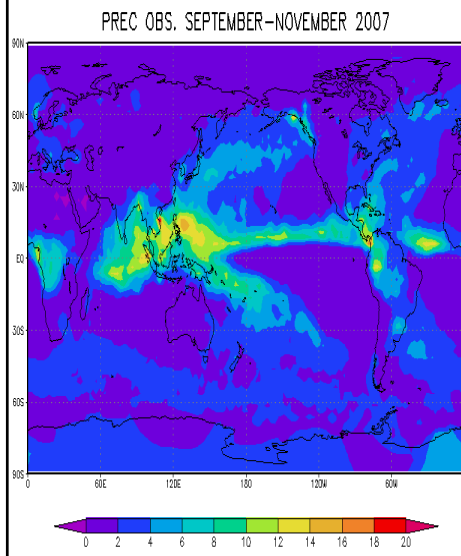 PREC OBS. SEPTEMBER-NOVEMBER 2007
90N
60N
30N
EQ
30S
60S
90S
0 60E 120E 180 120W 60W
0 2 4 6 8 10 12 14 16 18 20